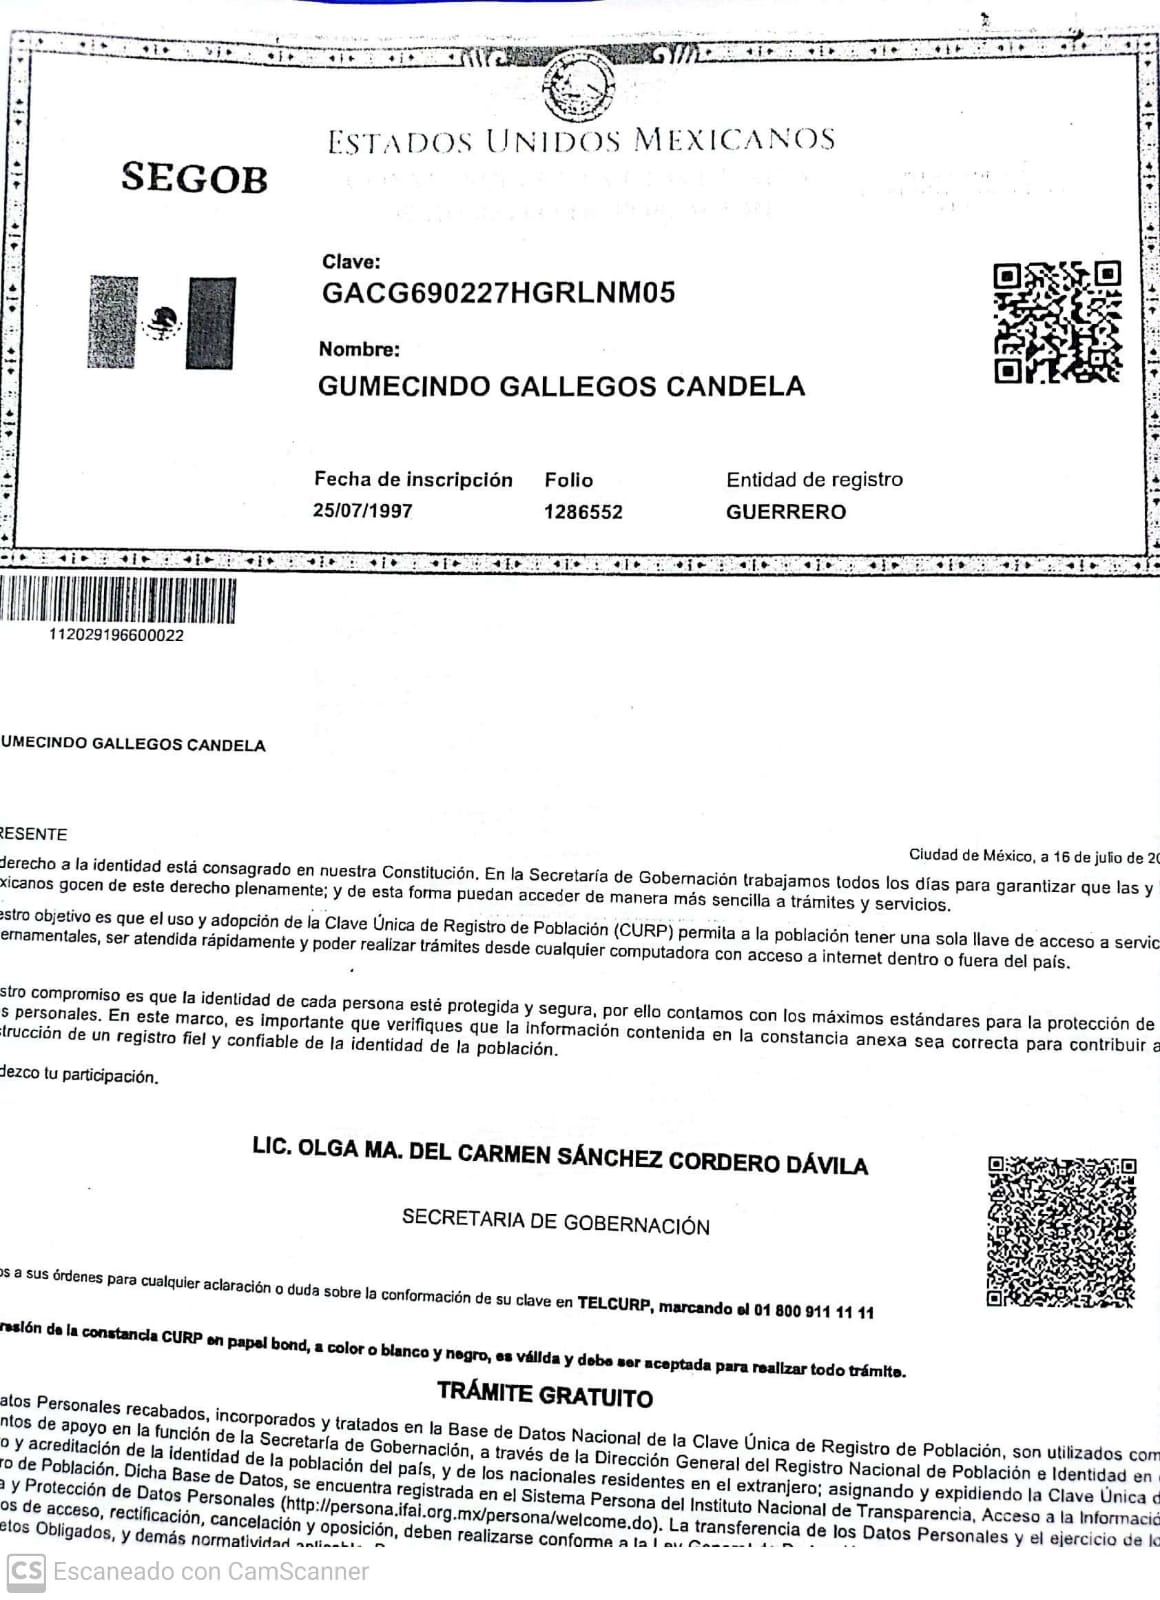 ESTADOS UNIDOS MEXICANOS
SEGOB
Clave:
GACG690227HGRLNM05
Nombre:
GUMECINDO GALLEGOS CANDELA
Fecha de inscripción Folio Entidad de registro
25/07/1997 1286552 GUERRERO
112029196600022
UMECINDO GALLEGOS CANDELA
RESENTE
Ciudad de México, a 16 de julio de 20
derecho a la identidad está consagrado en nuestra Constitución. En la Secretaría de Gobernación trabajamos todos los días para garantizar que las y
xicanos gocen de este derecho plenamente; y de esta forma puedan acceder de manera más sencilla a trámites y servicios.
estro objetivo es que el uso y adopción de la Clave Única de Registro de Población (CURP) permita a la población tener una sola llave de acceso a servic
ernamentales, ser atendida rápidamente y poder realizar trámites desde cualquier computadora con acceso a internet dentro o fuera del país.
stro compromiso es que la identidad de cada persona esté protegida y segura, por ello contamos con los máximos estándares para la protección de
s personales. En este marco, es importante que verifiques que la información contenida en la constancia anexa sea correcta para contribuir a
strucción de un registro fiel y confiable de la identidad de la población.
dezco tu participación.
LIC. OLGA MA. DEL CARMEN SÁNCHEZ CORDERO DÁVILA
SECRETARIA DE GOBERNACIÓN
os a sus órdenes para cualquier aclaración o duda sobre la conformación de su clave en TELCURP, marcando el 01 800 911 11 11
resión de la constancia CURP en papel bond, a color o blanco y negro, es válida y debe ser aceptada para realizar todo trámite.
TRÁMITE GRATUITO
atos Personales recabados, incorporados y tratados en la Base de Datos Nacional de la Clave Única de Registro de Población, son utilizados com
ntos de apoyo en la función de la Secretaría de Gobernación, a través de la Dirección General del Registro Nacional de Población e Identidad en
o y acreditación de la identidad de la población del país, y de los nacionales residentes en el extranjero; asignando y expidiendo la Clave Única d
ro de Población. Dicha Base de Datos, se encuentra registrada en el Sistema Persona del Instituto Nacional de Transparencia, Acceso a la Informació
a y Protección de Datos Personales (http://persona.ifai.org.mx/persona/welcome.do). La transferencia de los Datos Personales y el ejercicio de lo
os de acceso, rectificación, cancelación y oposición, deben realizarse conforme a la Ley General de
etos Obligados, y demás normatividad aplicable.
CS Escaneado con CamScanner